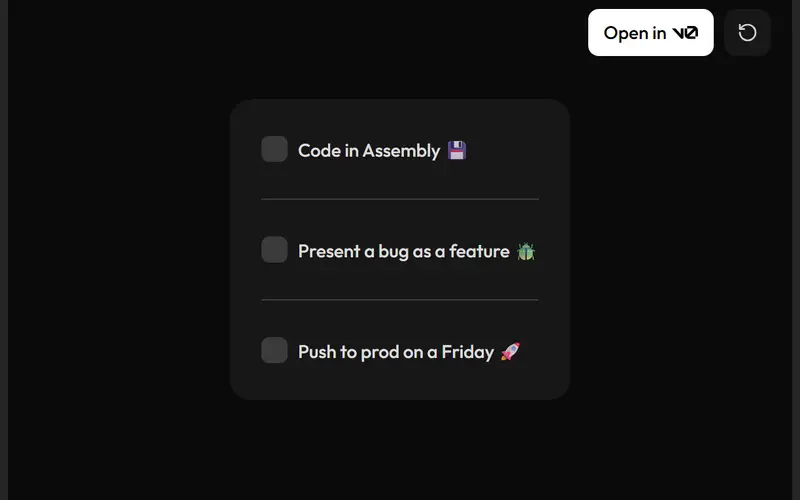 Open in v0
Code in Assembly 💾
Present a bug as a feature 🪲
Push to prod on a Friday 🚀